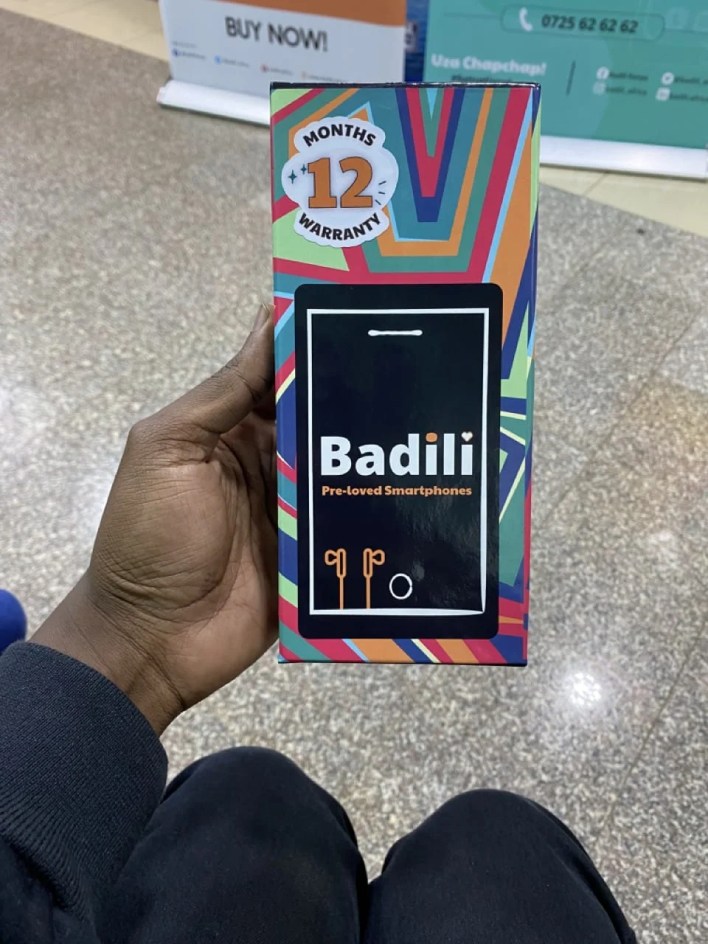 BUY NOW!
0725 62 62 62
Uza Chapchap!
MONTHS
12
WARRANTY
Badili
Pre-loved Smartphones